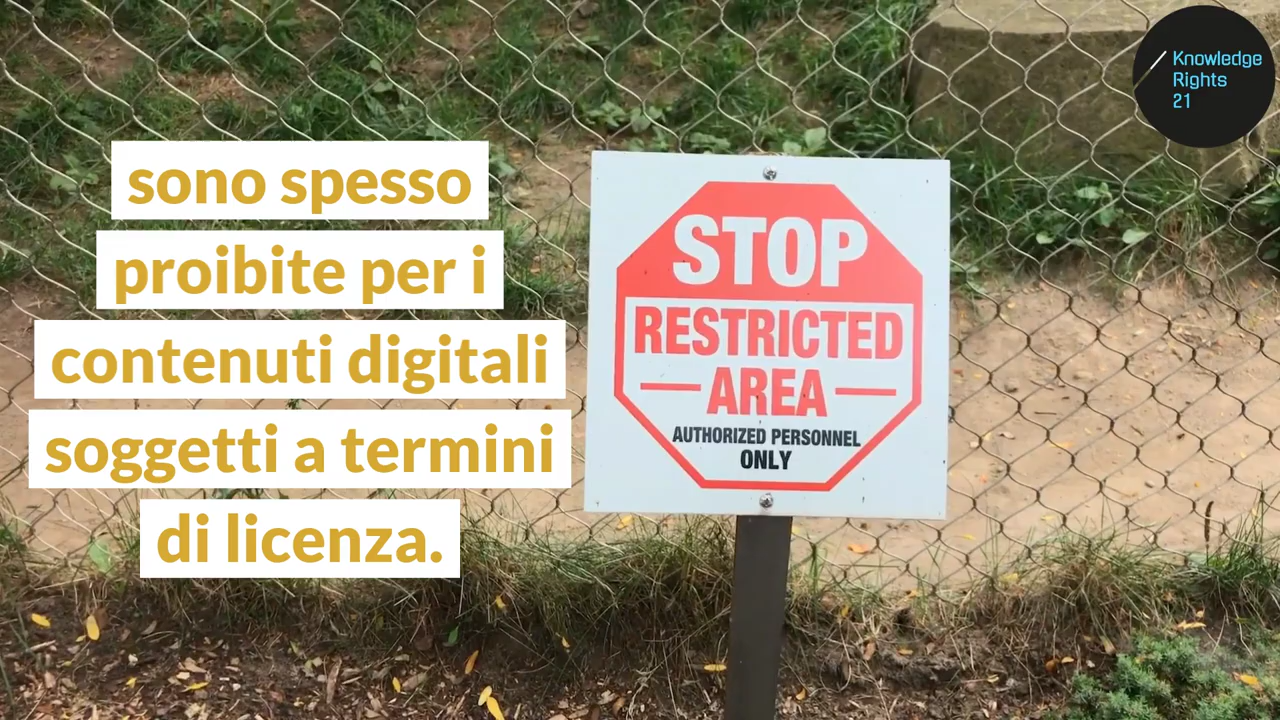 sono spesso
proibite per i
contenuti digitali
soggetti a termini
di licenza.
STOP
RESTRICTED
AREA
AUTHORIZED PERSONNEL
ONLY
Knowledge
Rights
21